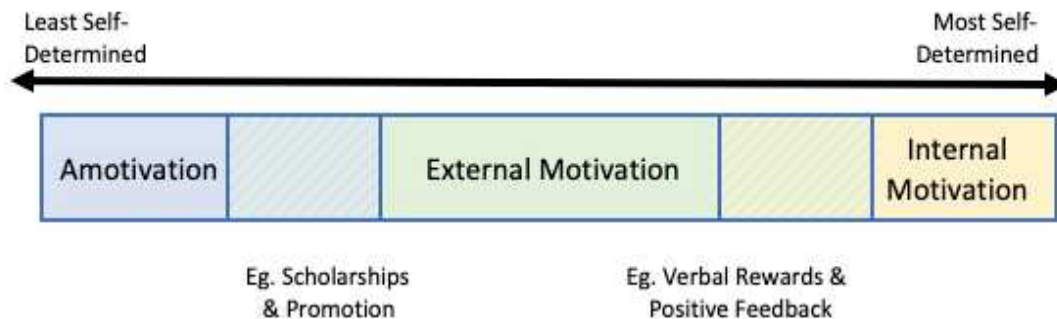 Least Self-
Determined
Most Self-
Determined
Amotivation
External Motivation
Internal
Motivation
Eg. Scholarships
& Promotion
Eg. Verbal Rewards &
Positive Feedback